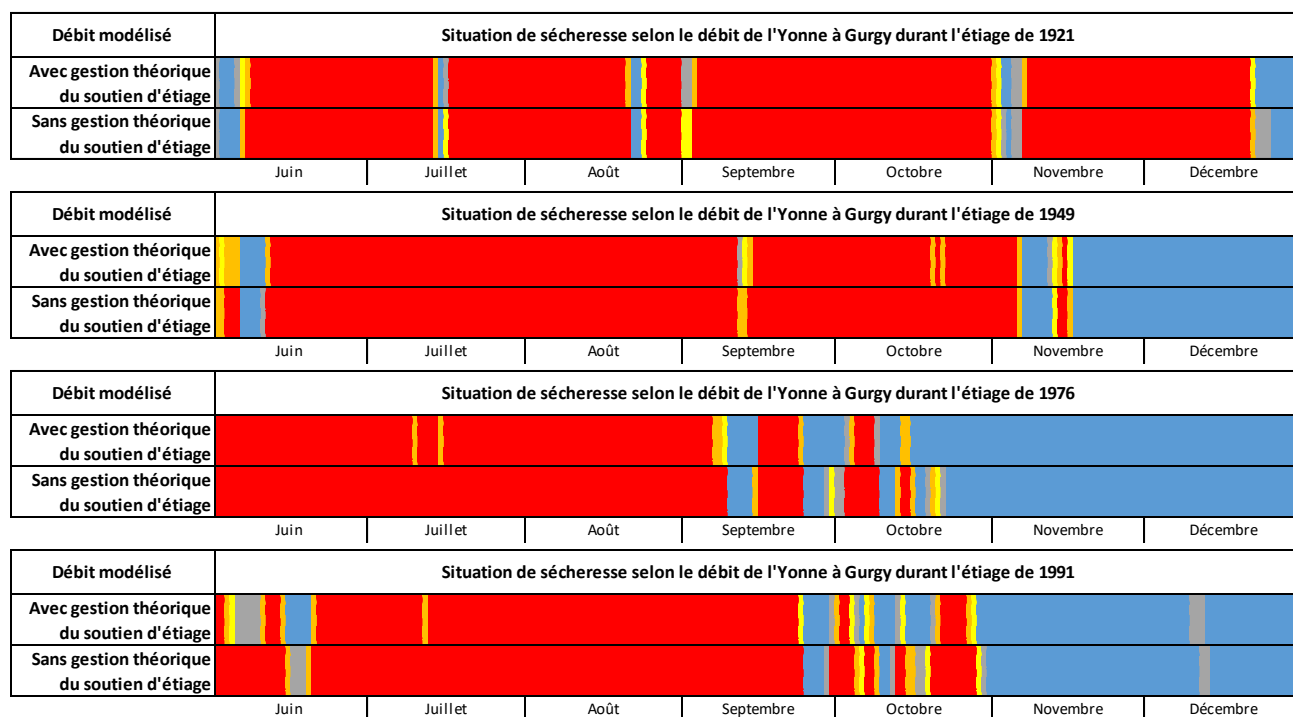 Débit modélisé
Situation de sécheresse selon le débit de l'Yonne à Gurgy durant l'étiage de 1921
Avec gestion théorique
du soutien d'étiage
Sans gestion théorique
du soutien d'étiage
Juin Juillet Août Septembre Octobre Novembre Décembre
Débit modélisé
Situation de sécheresse selon le débit de l'Yonne à Gurgy durant l'étiage de 1949
Avec gestion théorique
du soutien d'étiage
Sans gestion théorique
du soutien d'étiage
Juin Juillet Août Septembre Octobre Novembre Décembre
Débit modélisé
Situation de sécheresse selon le débit de l'Yonne à Gurgy durant l'étiage de 1976
Avec gestion théorique
du soutien d'étiage
Sans gestion théorique
du soutien d'étiage
Juin Juillet Août Septembre Octobre Novembre Décembre
Débit modélisé
Situation de sécheresse selon le débit de l'Yonne à Gurgy durant l'étiage de 1991
Avec gestion théorique
du soutien d'étiage
Sans gestion théorique
du soutien d'étiage
Juin Juillet Août Septembre Octobre Novembre Décembre